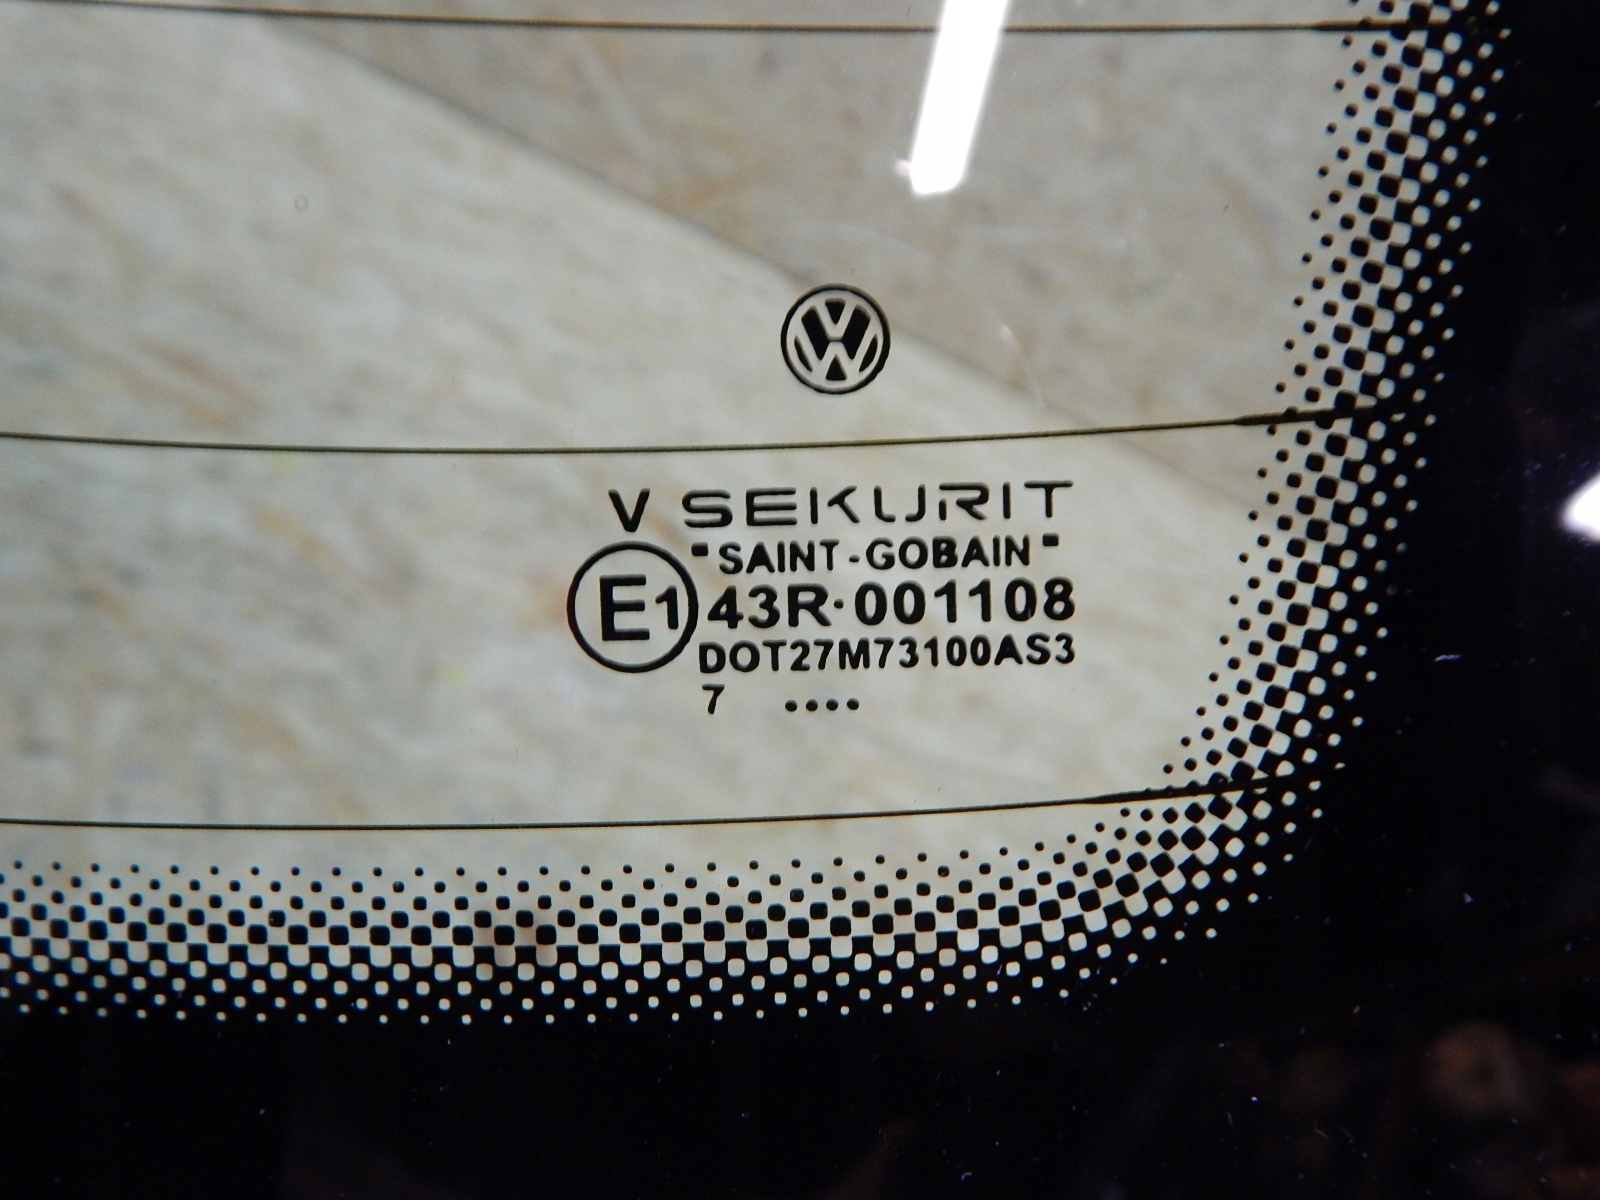 V SEKURIT
"SAINT-GOBAIN"
E1 43R·001108
DOT27M73100AS3
7 ....